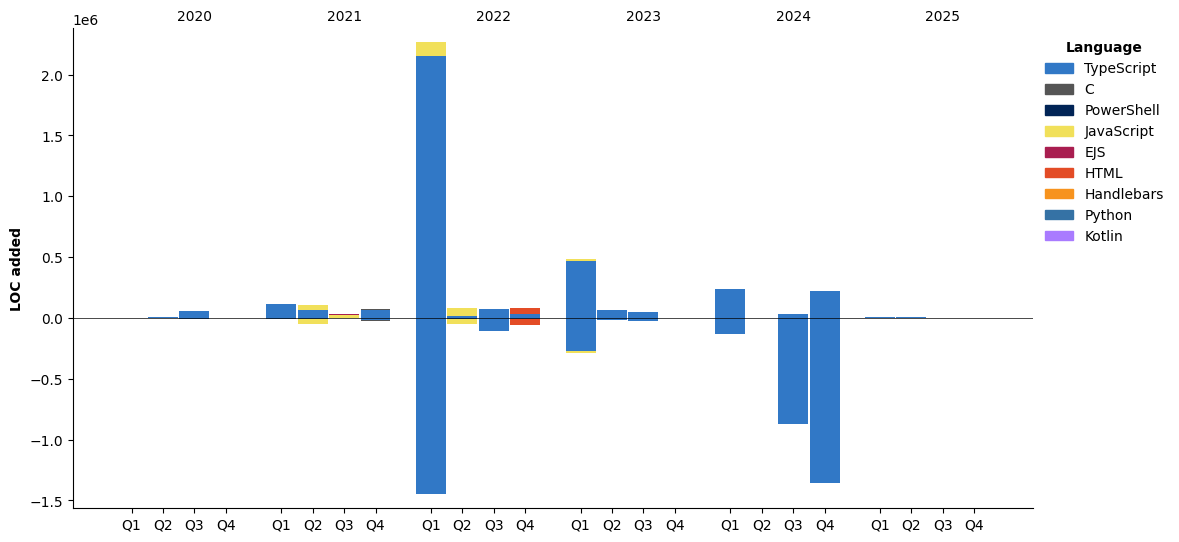 1e6
2020 2021 2022 2023 2024 2025
LOC added
2.0
1.5
1.0
0.5
0.0
−0.5
−1.0
−1.5
Q1 Q2 Q3 Q4 Q1 Q2 Q3 Q4 Q1 Q2 Q3 Q4 Q1 Q2 Q3 Q4 Q1 Q2 Q3 Q4 Q1 Q2 Q3 Q4
Language
TypeScript
C
PowerShell
JavaScript
EJS
HTML
Handlebars
Python
Kotlin